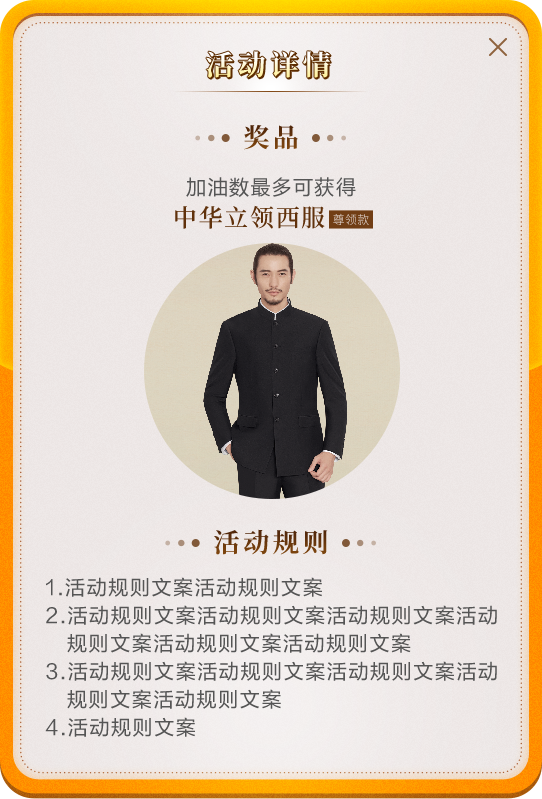 活动详情
奖品
加油数最多可获得
中华立领西服 尊领款
活动规则
1.活动规则文案活动规则文案
2.活动规则文案活动规则文案活动规则文案活动
规则文案活动规则文案活动规则文案
3.活动规则文案活动规则文案活动规则文案活动
规则文案活动规则文案
4.活动规则文案